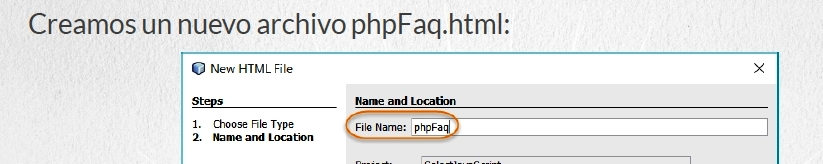 Creamos un nuevo archivo phpFaq.html:
New HTML File
Steps
Name and Location
1. Choose File Type
File Name: phpFaq
2. Name and Location